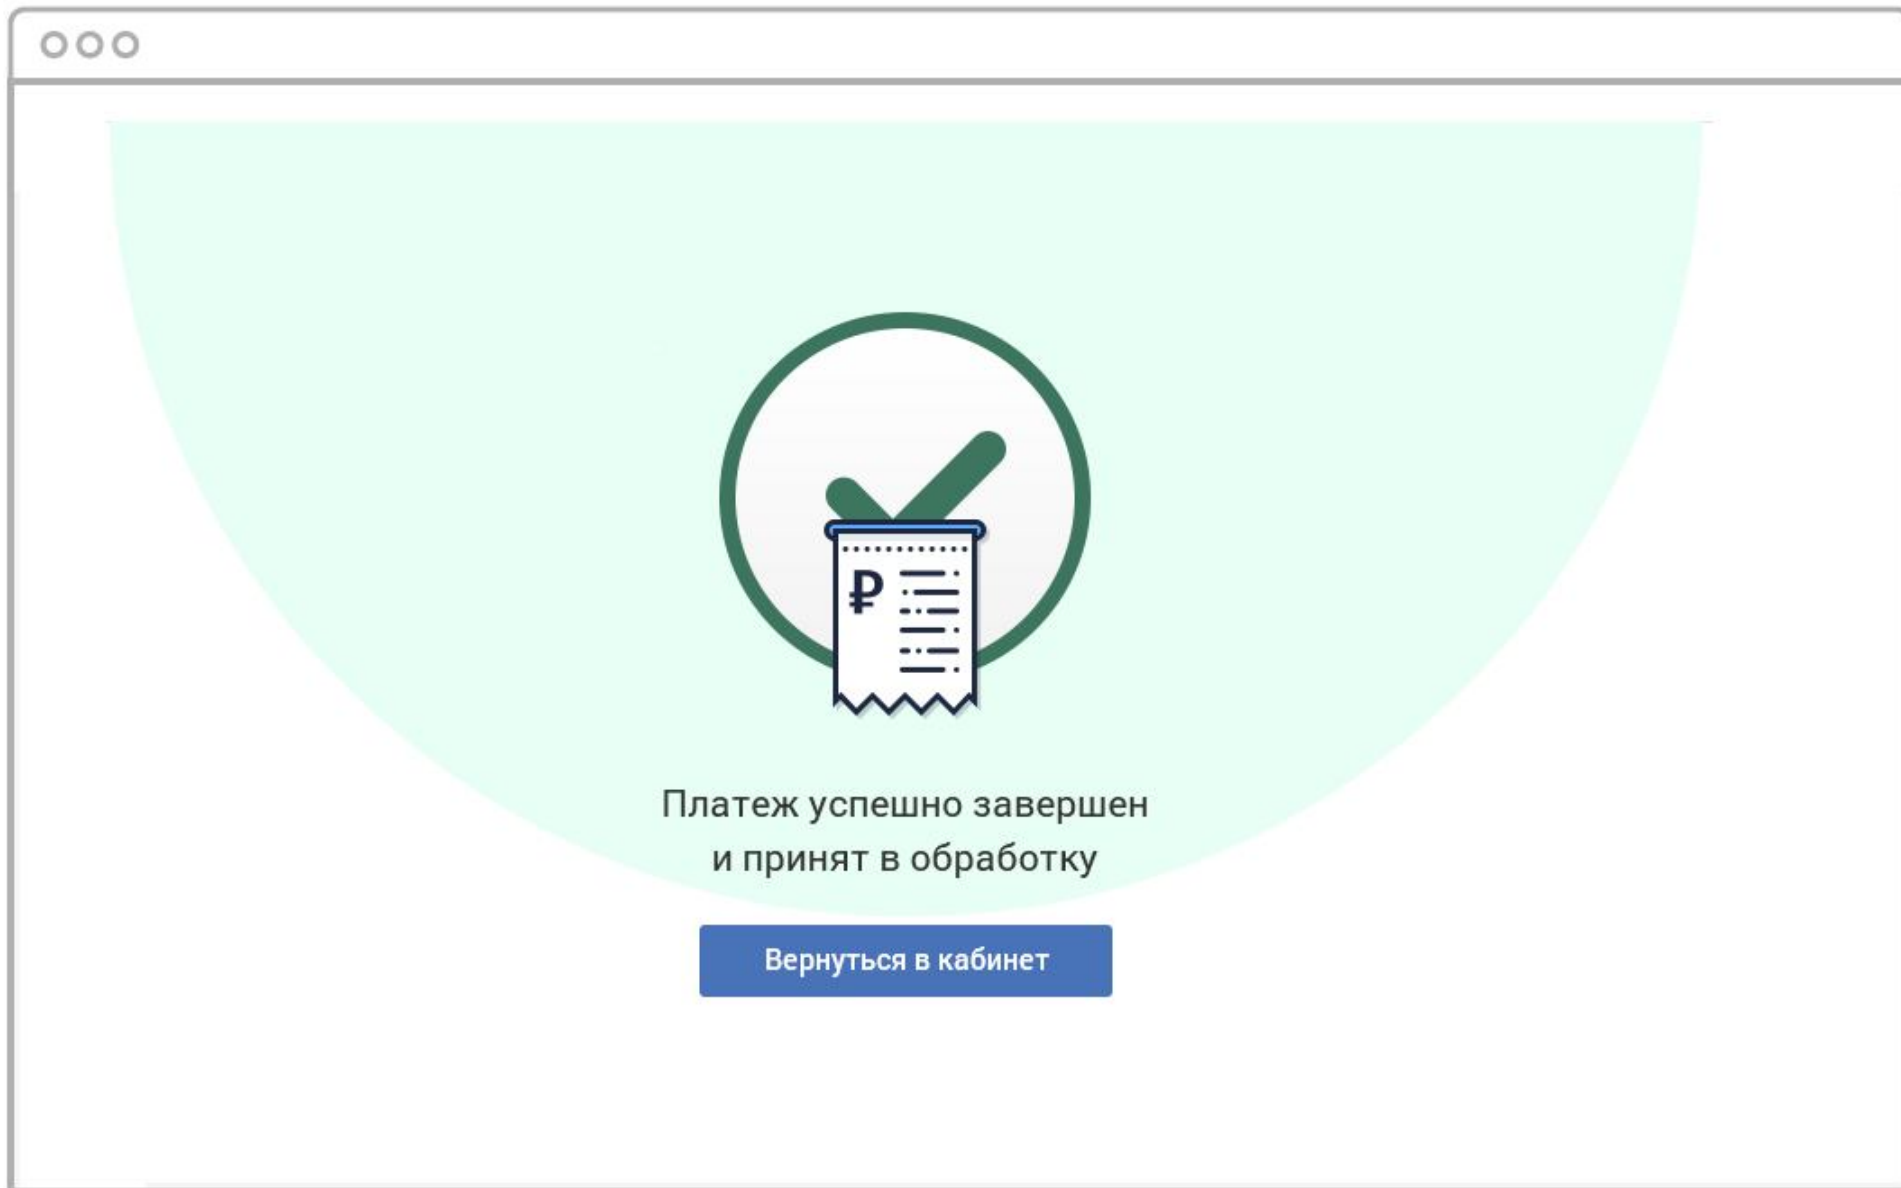 ₽
Платеж успешно завершен
и принят в обработку
Вернуться в кабинет